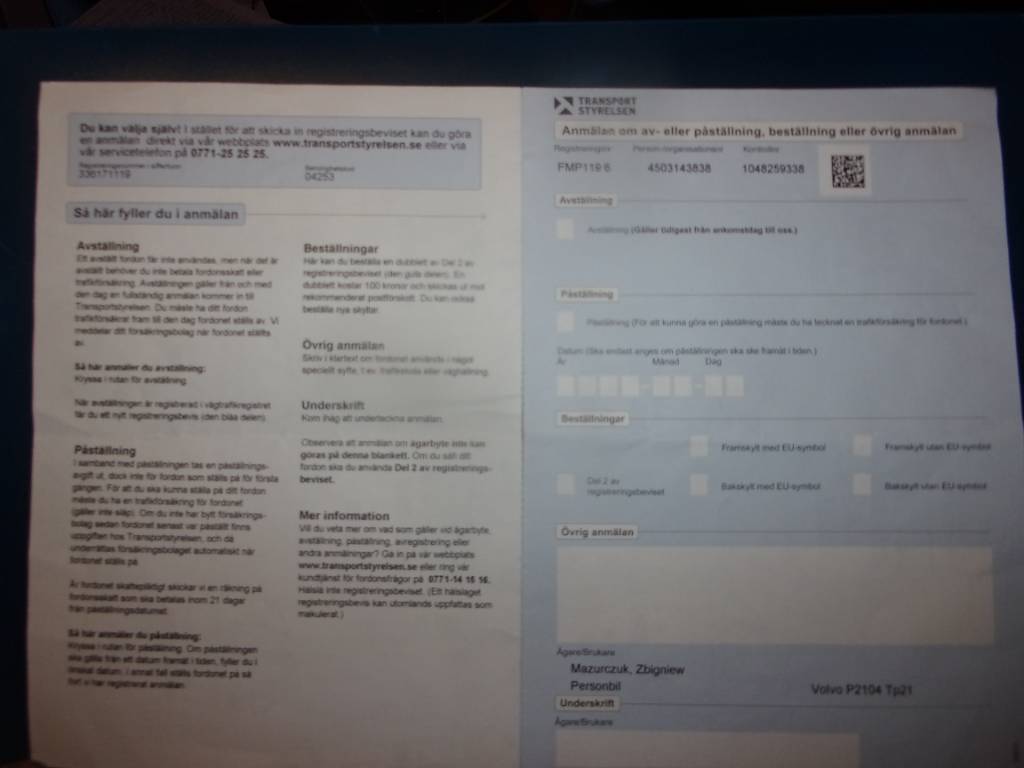 Du kan välja själv! I stället för att skicka in registreringsbeviset kan du göra
en anmälan direkt via vår webbplats www.transportstyrelsen.se eller via
vår servicetelefon på 0771-25 25 25.
336171119
04253
Så här fyller du i anmälan
Avställning
Ett avställt fordon får inte användas, men när det är
avställt behöver du inte betala fordonsskatt eller
trafikförsäkring. Avställningen gäller från och med
den dag en fullständig anmälan kommer in till
Transportstyrelsen. Du måste ha ditt fordon
trafikförsäkrat fram till den dag fordonet ställs av. Vi
meddelar ditt försäkringsbolag när fordonet ställts
av.
Så här anmäler du avställning:
Kryssa i rutan för avställning.
När avställningen är registrerad i vägtrafikregistret
får du ett nytt registreringsbevis (den blåa delen).
Påställning
I samband med påställningen tas en påställnings-
avgift ut, dock inte för fordon som ställs på för första
gången. För att du ska kunna ställa på ditt fordon
måste du ha en trafikförsäkring för fordonet
(gäller inte släp). Om du inte har bytt försäkrings-
bolag sedan fordonet senast var påställt finns
uppgiften hos Transportstyrelsen, och då
underrättas försäkringsbolaget automatiskt när
fordonet ställs på.
Är fordonet skattepliktigt skickar vi en räkning på
fordonsskatt som ska betalas inom 21 dagar
från påställningsdatumet.
Så här anmäler du påställning:
Kryssa i rutan för påställning. Om påställningen
ska gälla från ett datum framåt i tiden, fyller du i
önskat datum, i annat fall ställs fordonet på så
fort vi har registrerat anmälan.
Beställningar
Här kan du beställa en dubblett av Del 2 av
registreringsbeviset (den gula delen). En
dubblett kostar 100 kronor och skickas ut mot
rekommenderat postförskott. Du kan också
beställa nya skyltar.
Övrig anmälan
Skriv i klartext om fordonet används i något
speciellt syfte, t ex. trafikskola eller väghållning.
Underskrift
Kom ihåg att underteckna anmälan.
Observera att anmälan om ägarbyte inte kan
göras på denna blankett. Om du sålt ditt
fordon ska du använda Del 2 av registrerings-
beviset.
Mer information
Vill du veta mer om vad som gäller vid ägarbyte,
avställning, påställning, avregistrering eller
andra anmälningar? Gå in på vår webbplats
www.transportstyrelsen.se eller ring vår
kundtjänst för fordonsfrågor på 0771-14 15 16.
Hålslå inte registreringsbeviset. (Ett hålslaget
registreringsbevis kan utomlands uppfattas som
makulerat.)
TRANSPORT
STYRELSEN
Anmälan om av- eller påställning, beställning eller övrig anmälan
Registreringsnr Person-/organisationsnr Kontrollnr
FMP119 6 4503143838 1048259338
Avställning
Avställning (Gäller tidigast från ankomstdag till oss.)
Påställning
Påställning (För att kunna göra en påställning måste du ha tecknat en trafikförsäkring för fordonet.)
Datum (Ska endast anges om påställningen ska ske framåt i tiden.)
År Månad Dag
Beställningar
Framskylt med EU-symbol Framskylt utan EU-symbol
Del 2 av
registreringsbeviset Bakskylt med EU-symbol Bakskylt utan EU-symbol
Övrig anmälan
Ägare/Brukare
Mazurczuk, Zbigniew
Personbil Volvo P2104 Tp21
Underskrift
Ägare/Brukare